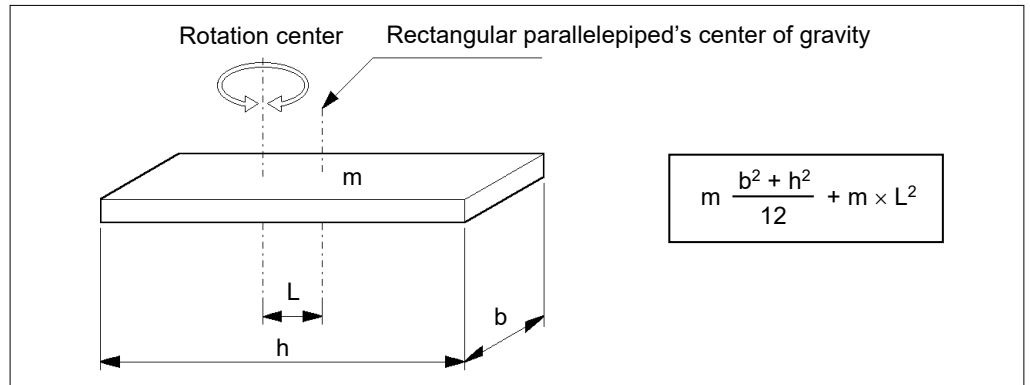 Rotation center
Rectangular parallelepiped’s center of gravity
m
m b² + h² / 12 + m × L²
L
b
h